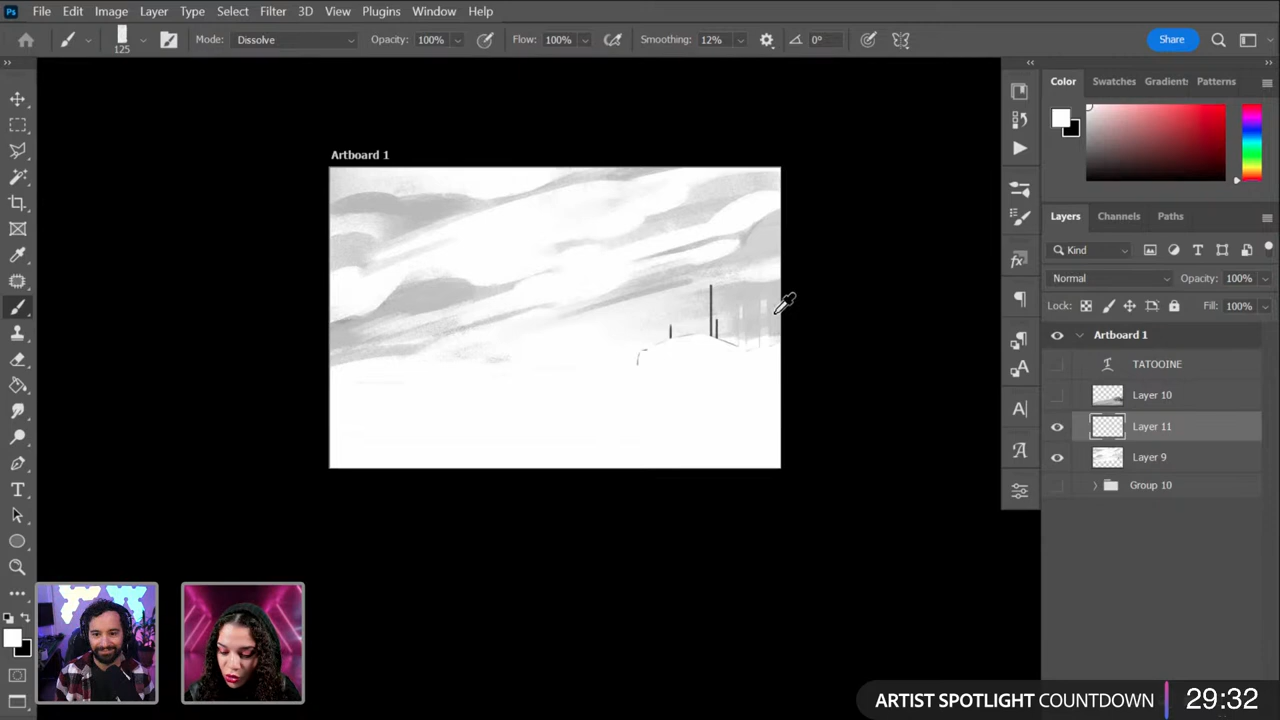 Ps File Edit Image Layer Type Select Filter 3D View Plugins Window Help
125 Mode: Dissolve Opacity: 100% Flow: 100% Smoothing: 12% 0° Share
Color Swatches Gradient: Patterns
Artboard 1
Layers Channels Paths
Kind
Normal Opacity: 100%
Lock: Fill: 100%
Artboard 1
TATOOINE
Layer 10
Layer 11
Layer 9
Group 10
ARTIST SPOTLIGHT COUNTDOWN 29:32